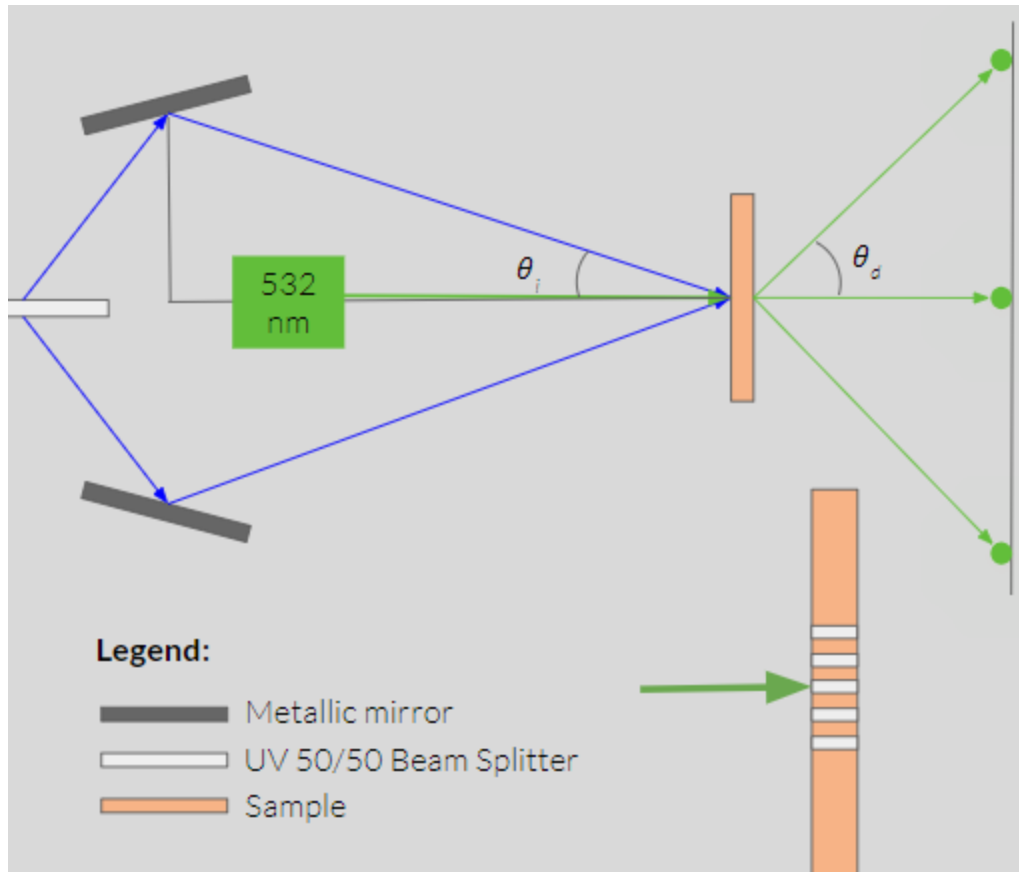 532
nm
θi
θd
Legend:
Metallic mirror
UV 50/50 Beam Splitter
Sample